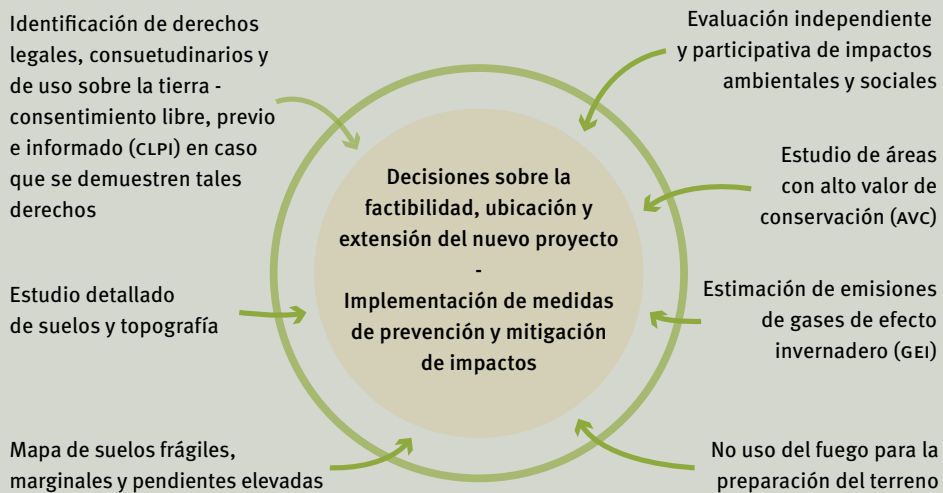 Identificación de derechos
legales, consuetudinarios y
de uso sobre la tierra -
consentimiento libre, previo
e informado (CLPI) en caso
que se demuestren tales
derechos
Estudio detallado
de suelos y topografía
Mapa de suelos frágiles,
marginales y pendientes elevadas
Decisiones sobre la
factibilidad, ubicación y
extensión del nuevo proyecto
-
Implementación de medidas
de prevención y mitigación
de impactos
Evaluación independiente
y participativa de impactos
ambientales y sociales
Estudio de áreas
con alto valor de
conservación (AVC)
Estimación de emisiones
de gases de efecto
invernadero (GEI)
No uso del fuego para la
preparación del terreno